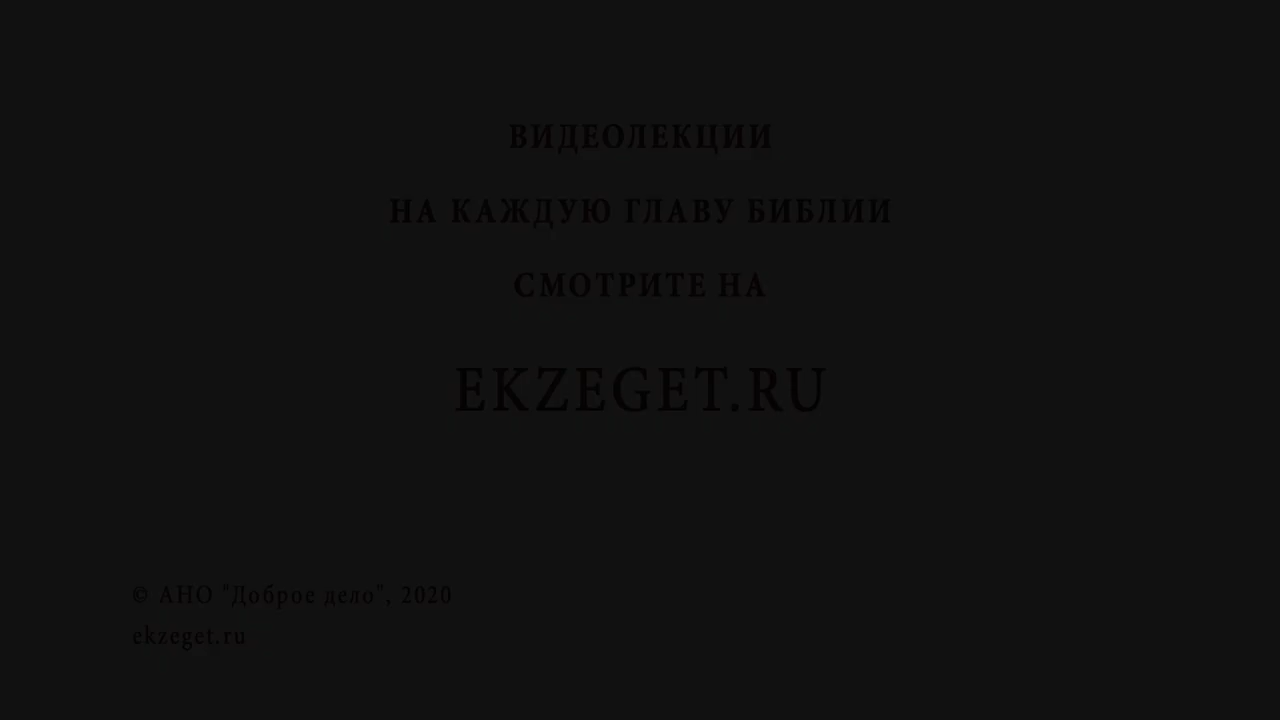 ВИДЕОЛЕКЦИИ
НА КАЖДУЮ ГЛАВУ БИБЛИИ
СМОТРИТЕ НА
EKZEGET.RU
© АНО "Доброе дело", 2020
ekzeget.ru